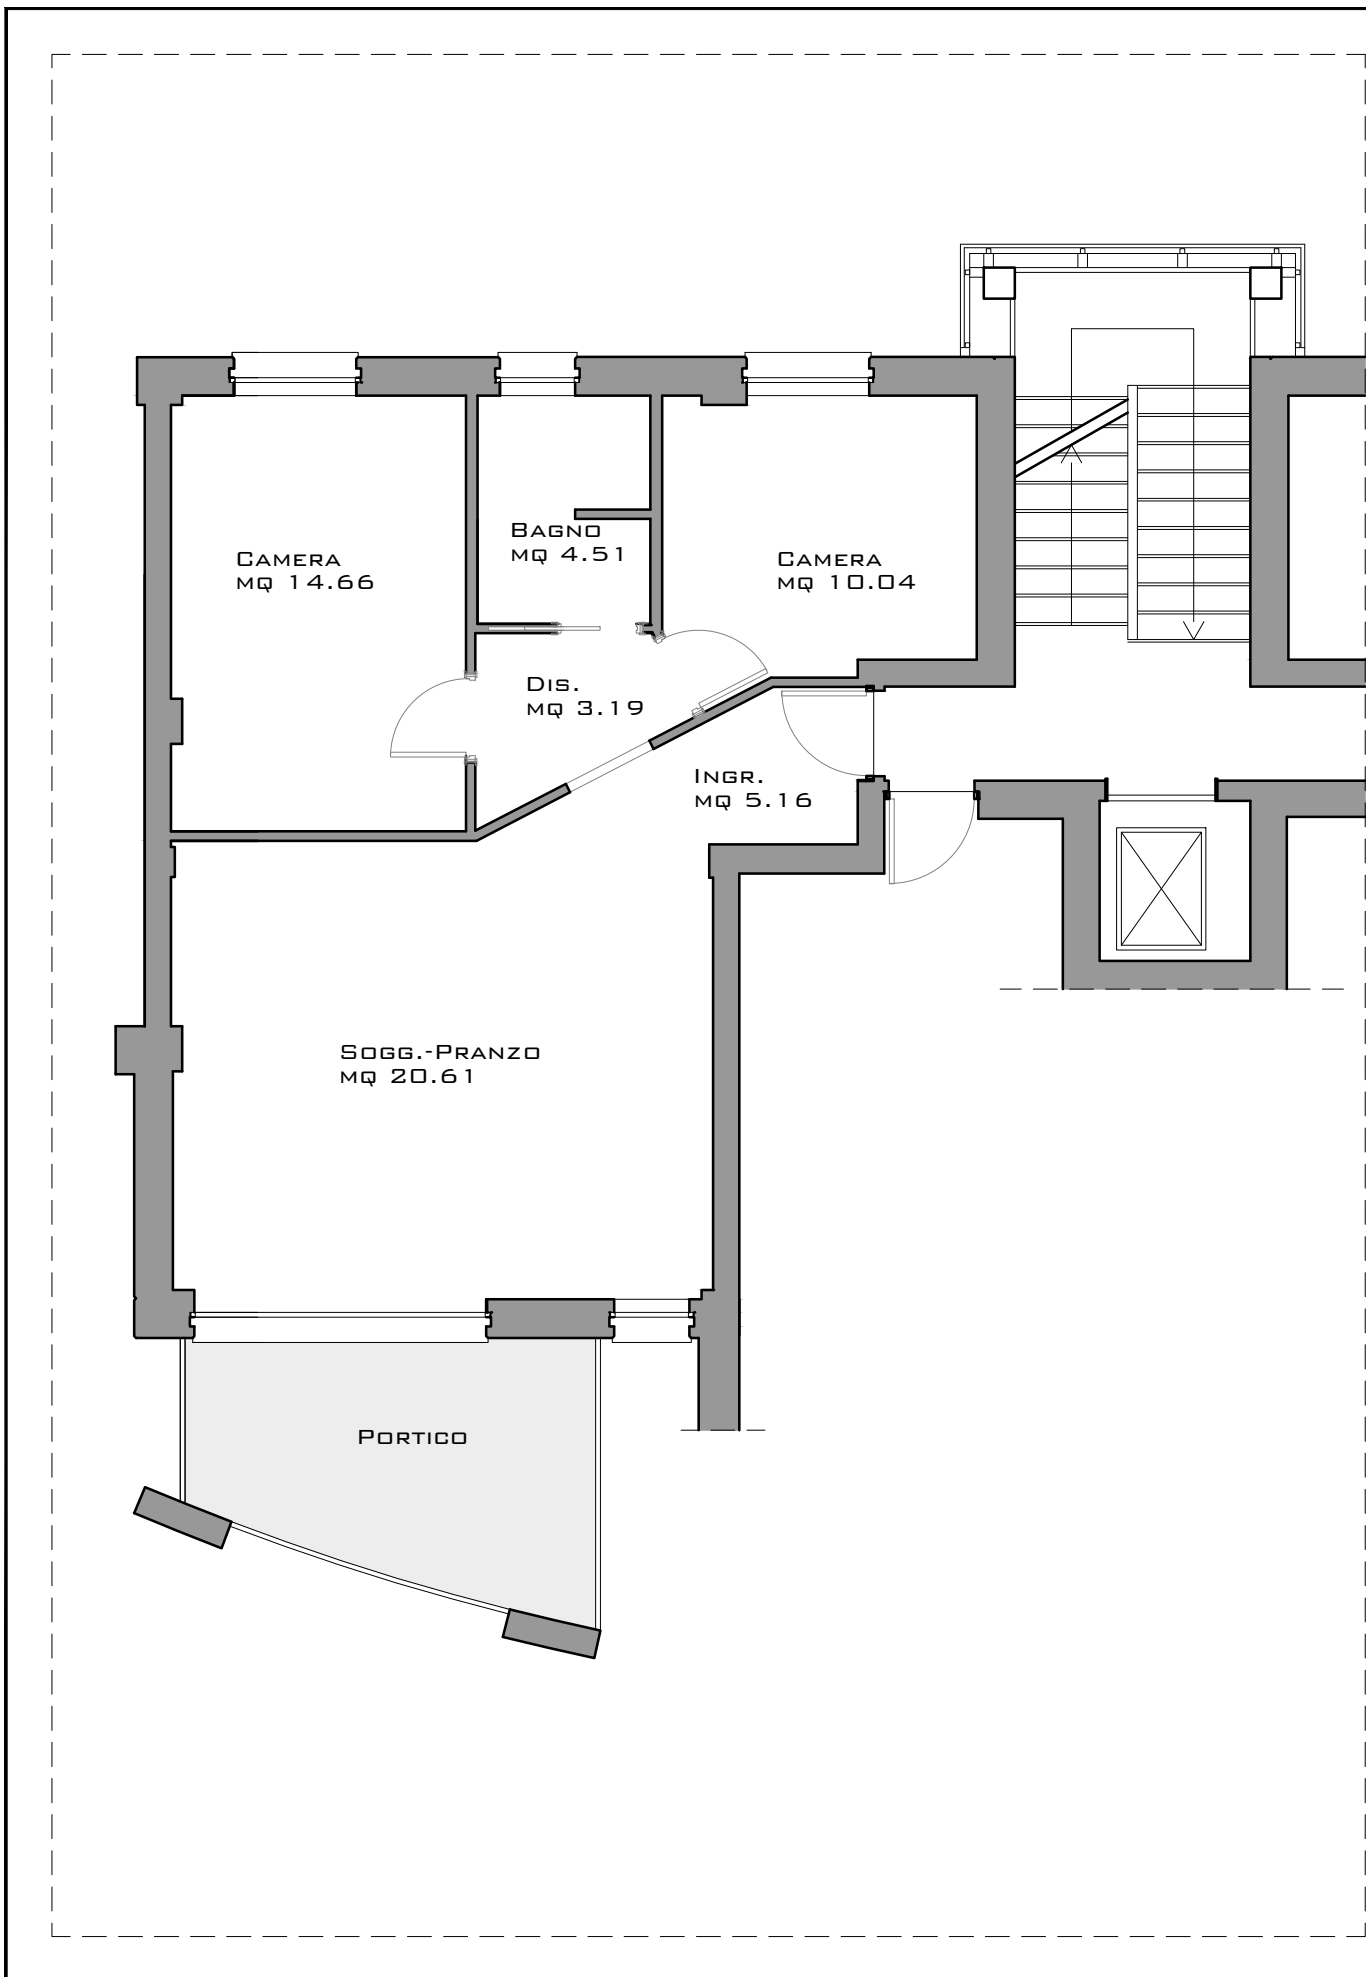 Bagno
mq 4.51
Camera
mq 14.66
Camera
mq 10.04
Dis.
mq 3.19
Ingr.
mq 5.16
Sogg.-Pranzo
mq 20.61
Portico